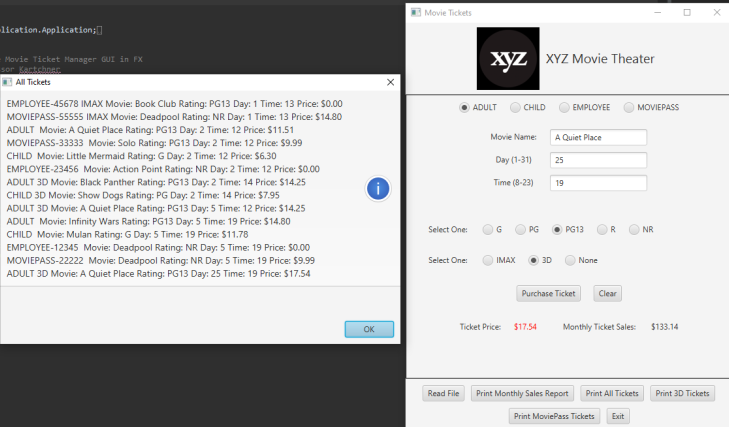 plication.Application;
Movie Ticket Manager GUI in FX
sor Kartchner
All Tickets
EMPLOYEE-45678 IMAX Movie: Book Club Rating: PG13 Day: 1 Time: 13 Price: $0.00
MOVIEPASS-55555 IMAX Movie: Deadpool Rating: NR Day: 1 Time: 13 Price: $14.80
ADULT Movie: A Quiet Place Rating: PG13 Day: 2 Time: 12 Price: $11.51
MOVIEPASS-33333 Movie: Solo Rating: PG13 Day: 2 Time: 12 Price: $9.99
CHILD Movie: Little Mermaid Rating: G Day: 2 Time: 12 Price: $6.30
EMPLOYEE-23456 Movie: Action Point Rating: NR Day: 2 Time: 12 Price: $0.00
ADULT 3D Movie: Black Panther Rating: PG13 Day: 2 Time: 14 Price: $14.25
CHILD 3D Movie: Show Dogs Rating: PG Day: 2 Time: 14 Price: $7.95
ADULT 3D Movie: A Quiet Place Rating: PG13 Day: 5 Time: 12 Price: $14.25
ADULT Movie: Infinity Wars Rating: PG13 Day: 5 Time: 19 Price: $14.80
CHILD Movie: Mulan Rating: G Day: 5 Time: 19 Price: $11.78
EMPLOYEE-12345 Movie: Deadpool Rating: NR Day: 5 Time: 19 Price: $0.00
MOVIEPASS-22222 Movie: Deadpool Rating: NR Day: 5 Time: 19 Price: $9.99
ADULT 3D Movie: A Quiet Place Rating: PG13 Day: 25 Time: 19 Price: $17.54
OK
Movie Tickets
xyz XYZ Movie Theater
ADULT CHILD EMPLOYEE MOVIEPASS
Movie Name: A Quiet Place
Day (1-31) 25
Time (8-23) 19
Select One: G PG PG13 R NR
Select One: IMAX 3D None
Purchase Ticket Clear
Ticket Price: $17.54 Monthly Ticket Sales: $133.14
Read File Print Monthly Sales Report Print All Tickets Print 3D Tickets
Print MoviePass Tickets Exit